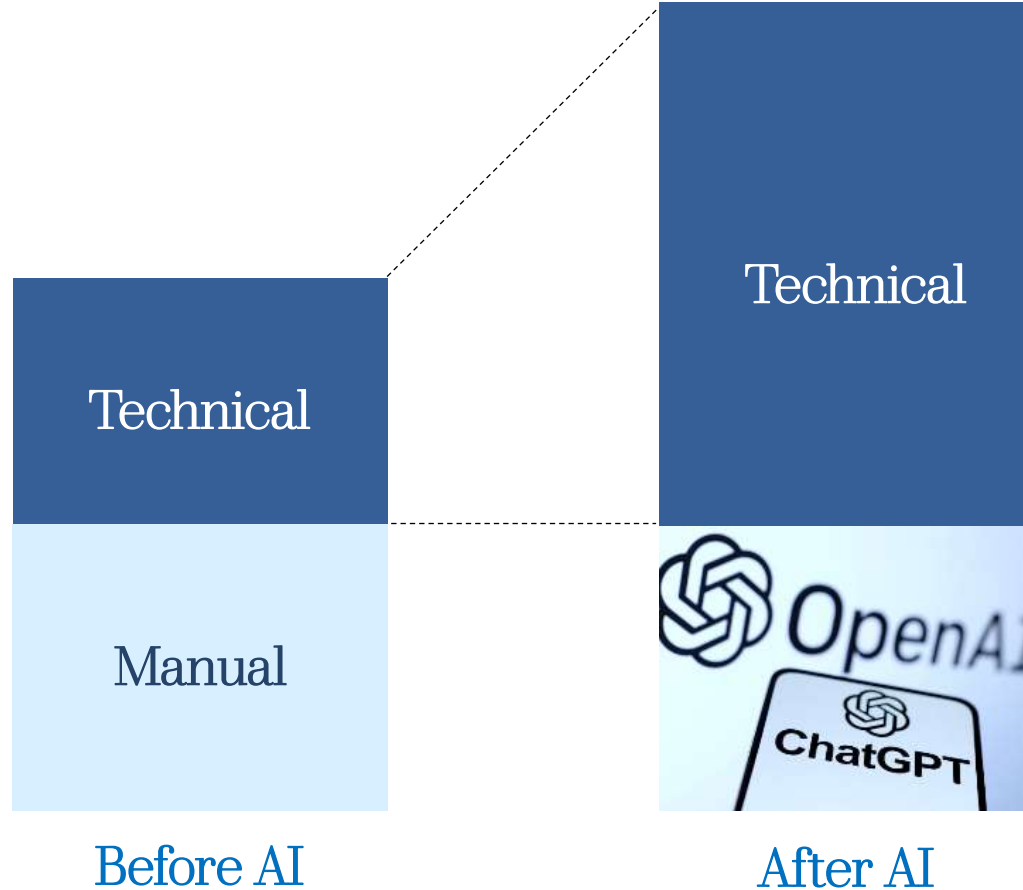 Technical
Technical
Manual
OpenAI
ChatGPT
Before AI
After AI